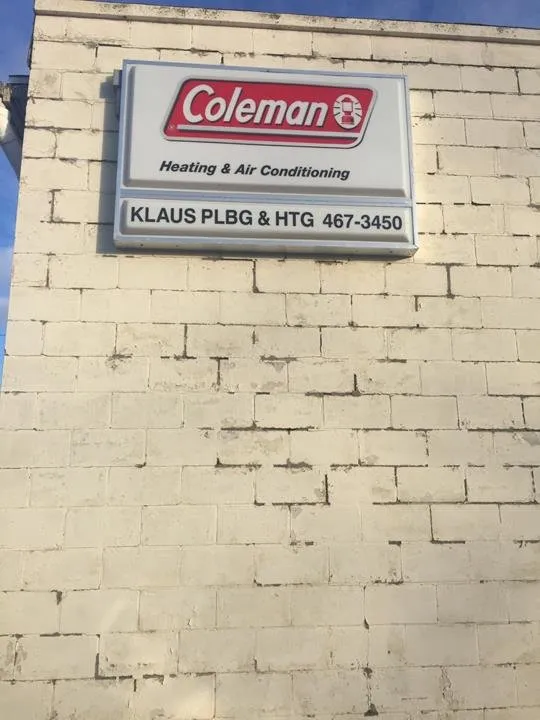 Coleman
Heating & Air Conditioning
KLAUS PLBG & HTG 467-3450